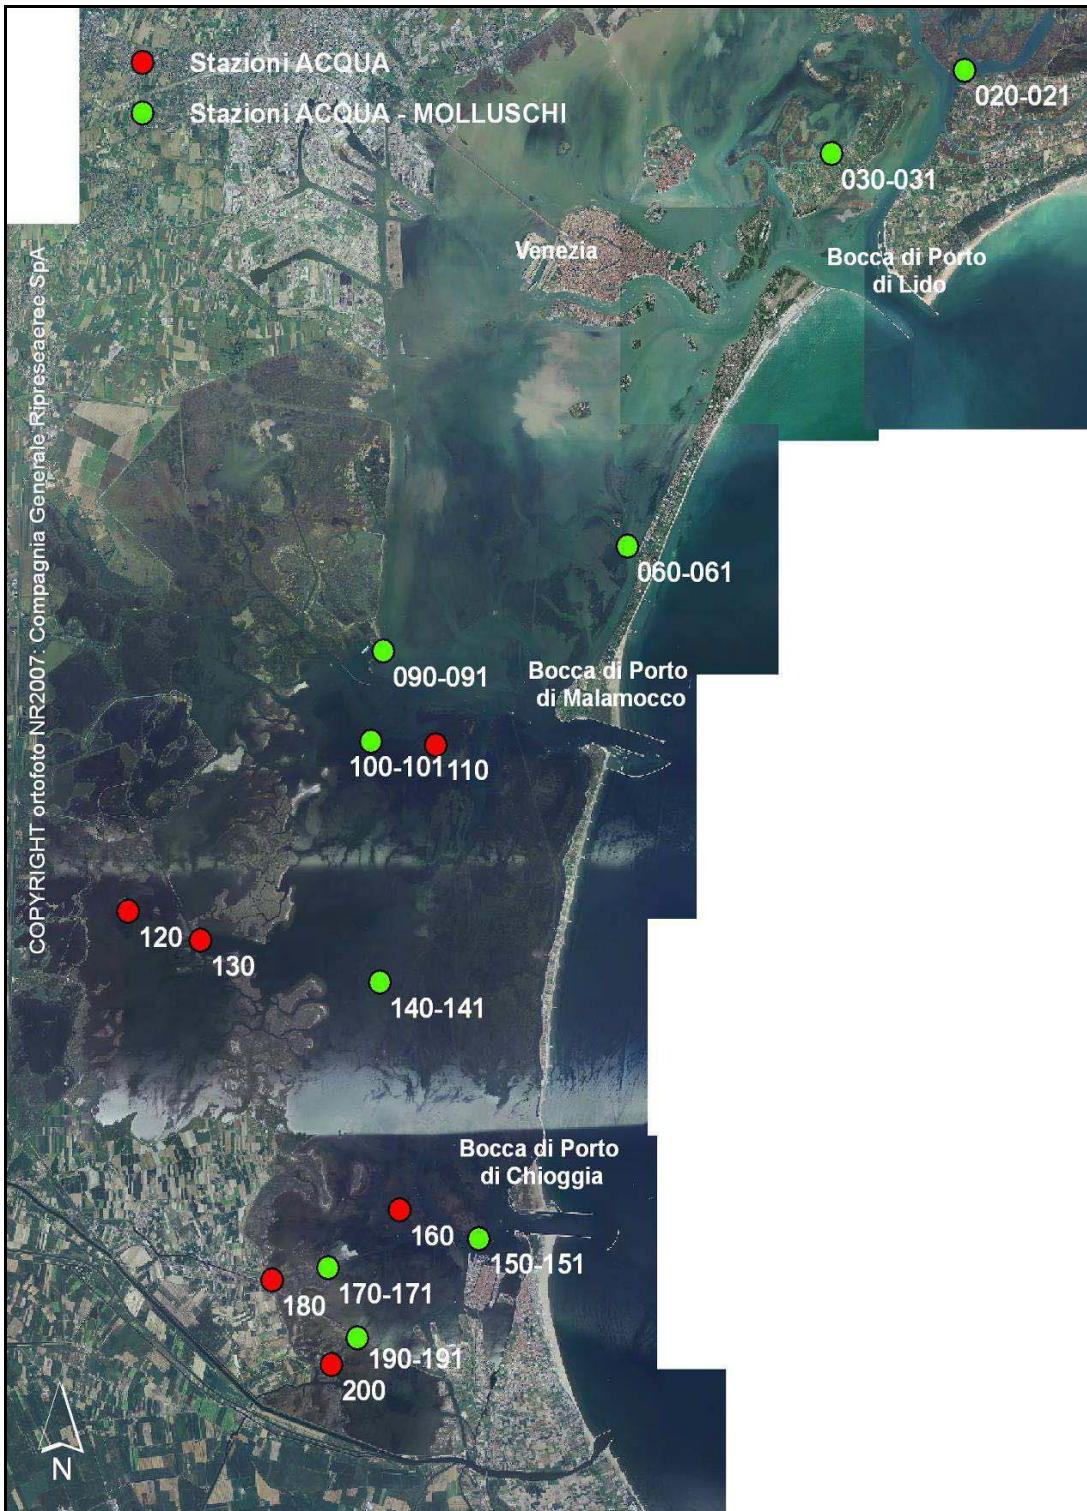 Stazioni ACQUA
Stazioni ACQUA - MOLLUSCHI
020-021
030-031
Venezia
Bocca di Porto
di Lido
COPYRIGHT ortofoto NR2007: Compagnia Generale Ripreseaeree SpA
060-061
090-091
Bocca di Porto
di Malamocco
100-101
110
120
130
140-141
Bocca di Porto
di Chioggia
160
150-151
170-171
180
190-191
200
N